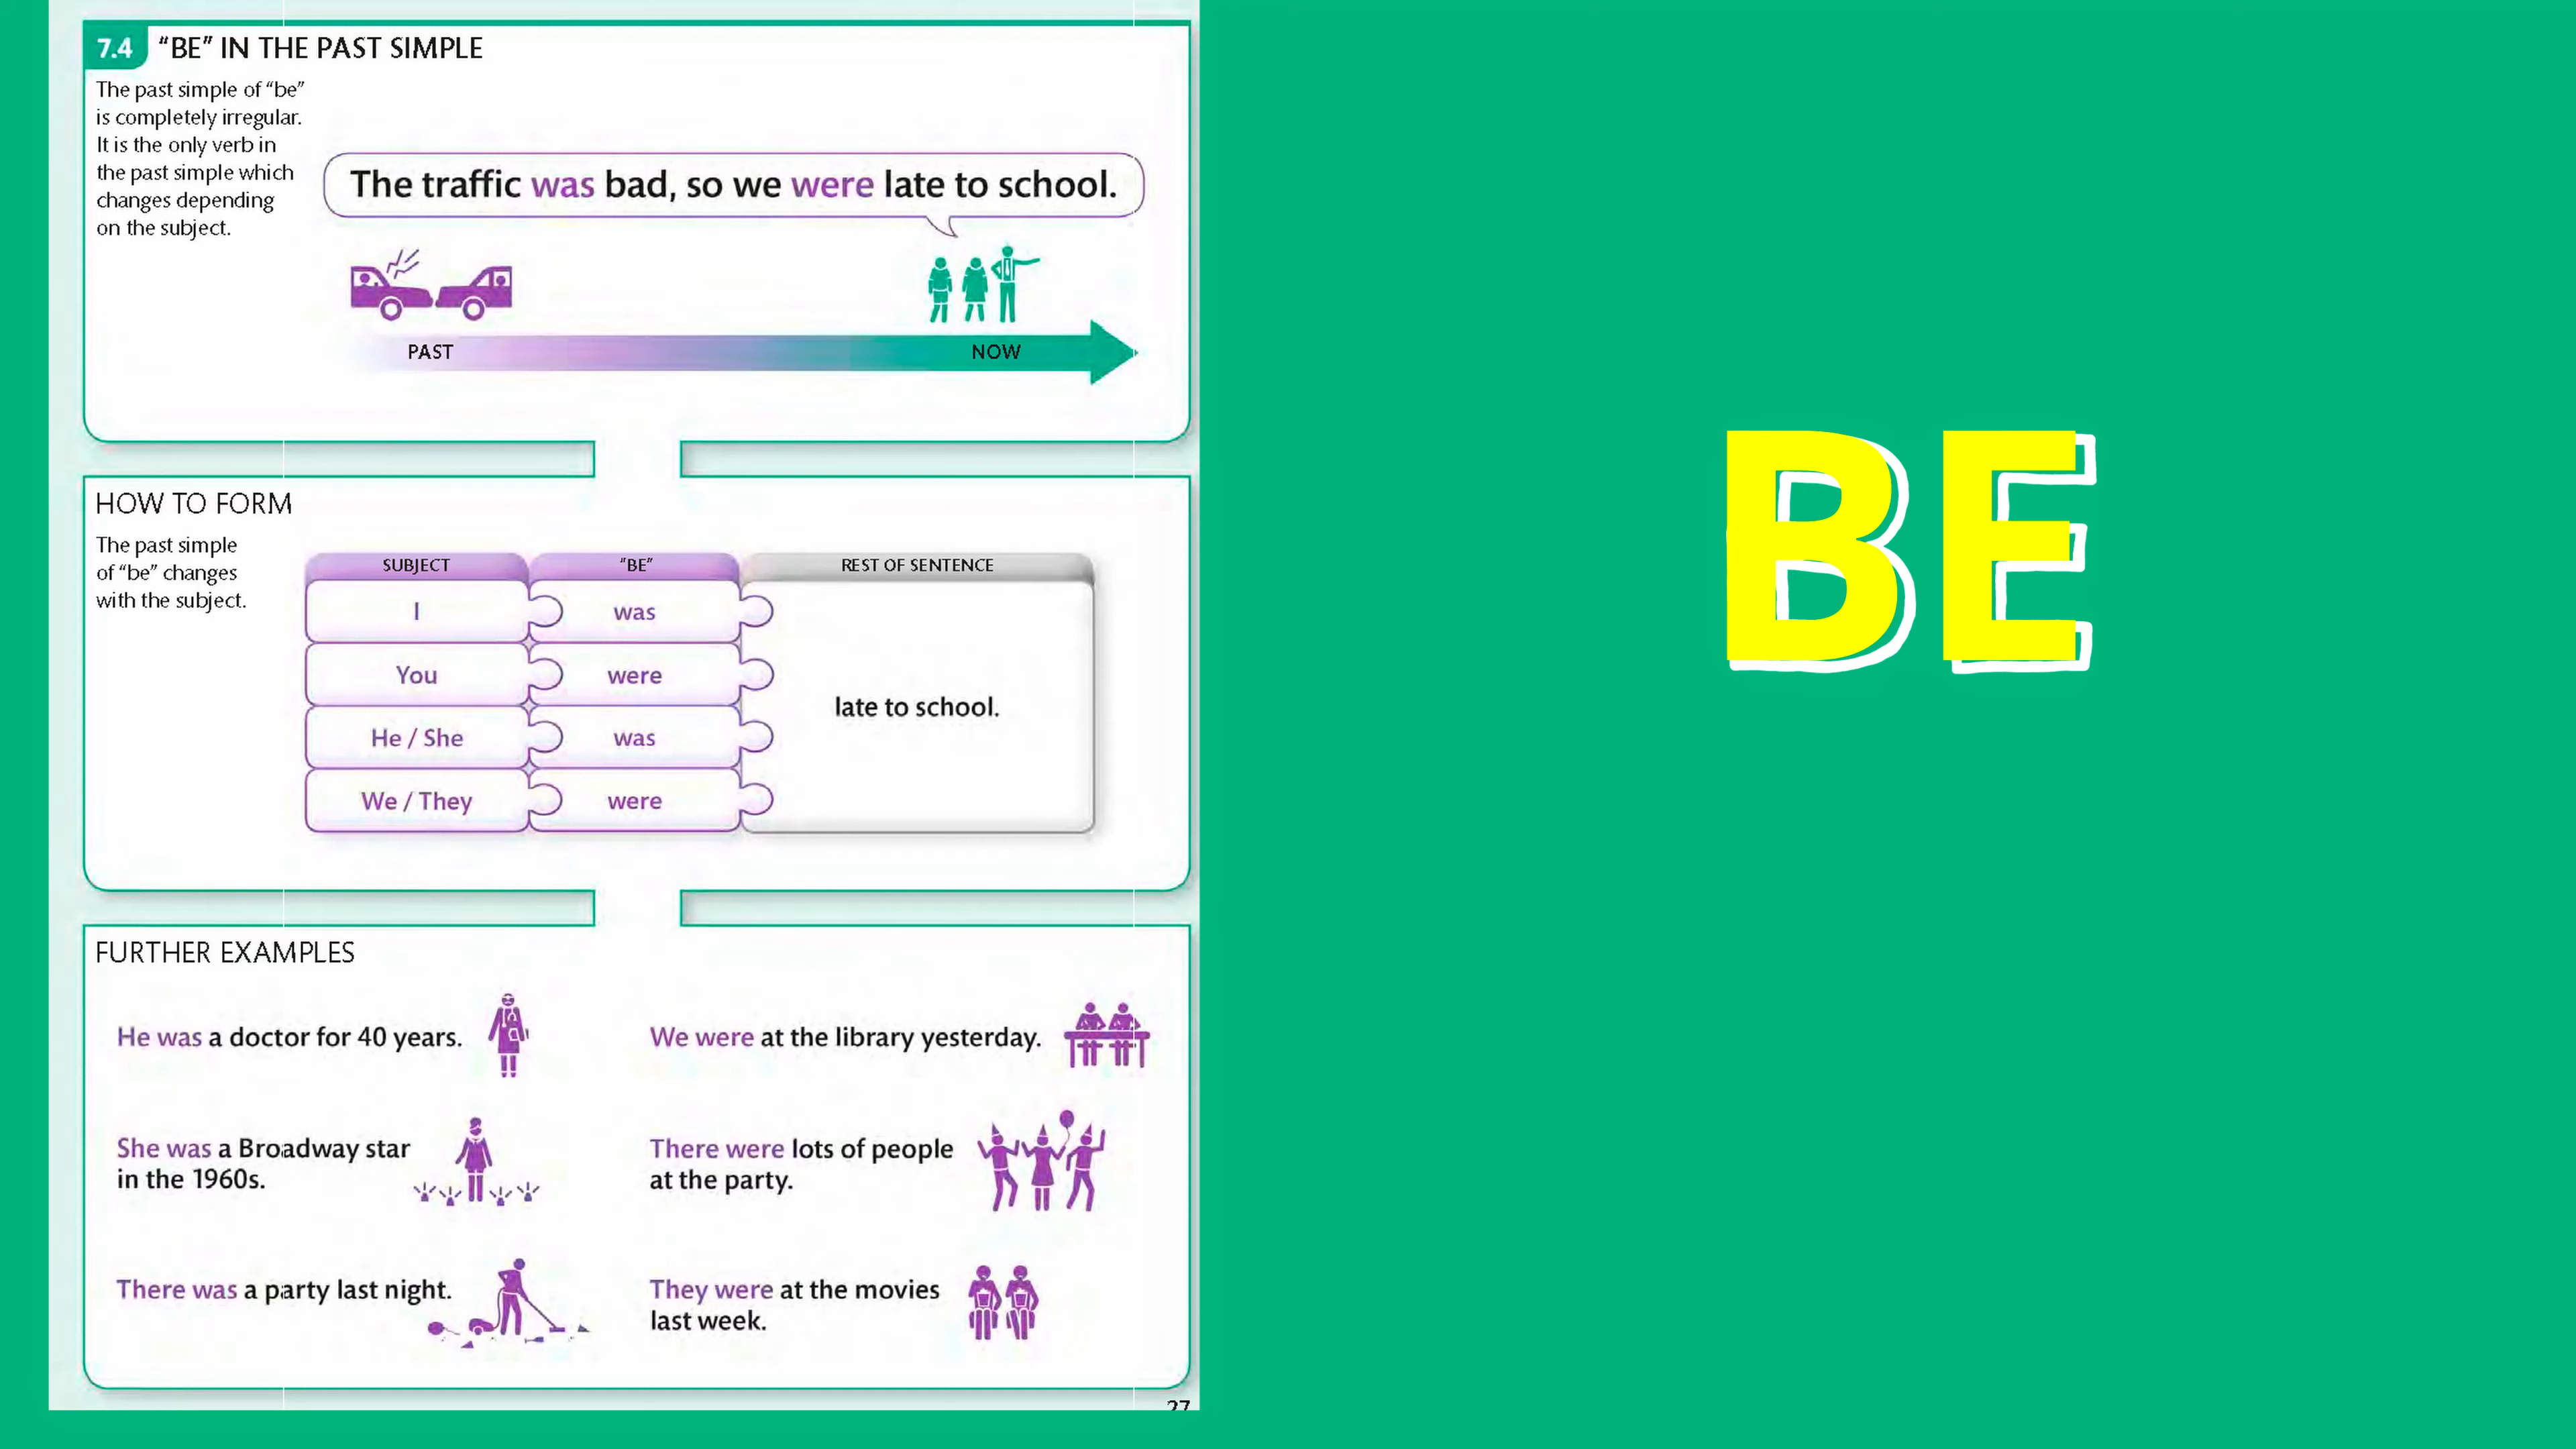 7.4 “BE” IN THE PAST SIMPLE
The past simple of “be”
is completely irregular.
It is the only verb in
the past simple which
changes depending
on the subject.
The traffic was bad, so we were late to school.
PAST NOW
HOW TO FORM
The past simple
of “be” changes
with the subject.
SUBJECT “BE” REST OF SENTENCE
I was
You were
late to school.
He / She was
We / They were
FURTHER EXAMPLES
He was a doctor for 40 years.
We were at the library yesterday.
She was a Broadway star
in the 1960s.
There were lots of people
at the party.
There was a party last night.
They were at the movies
last week.
27
BE